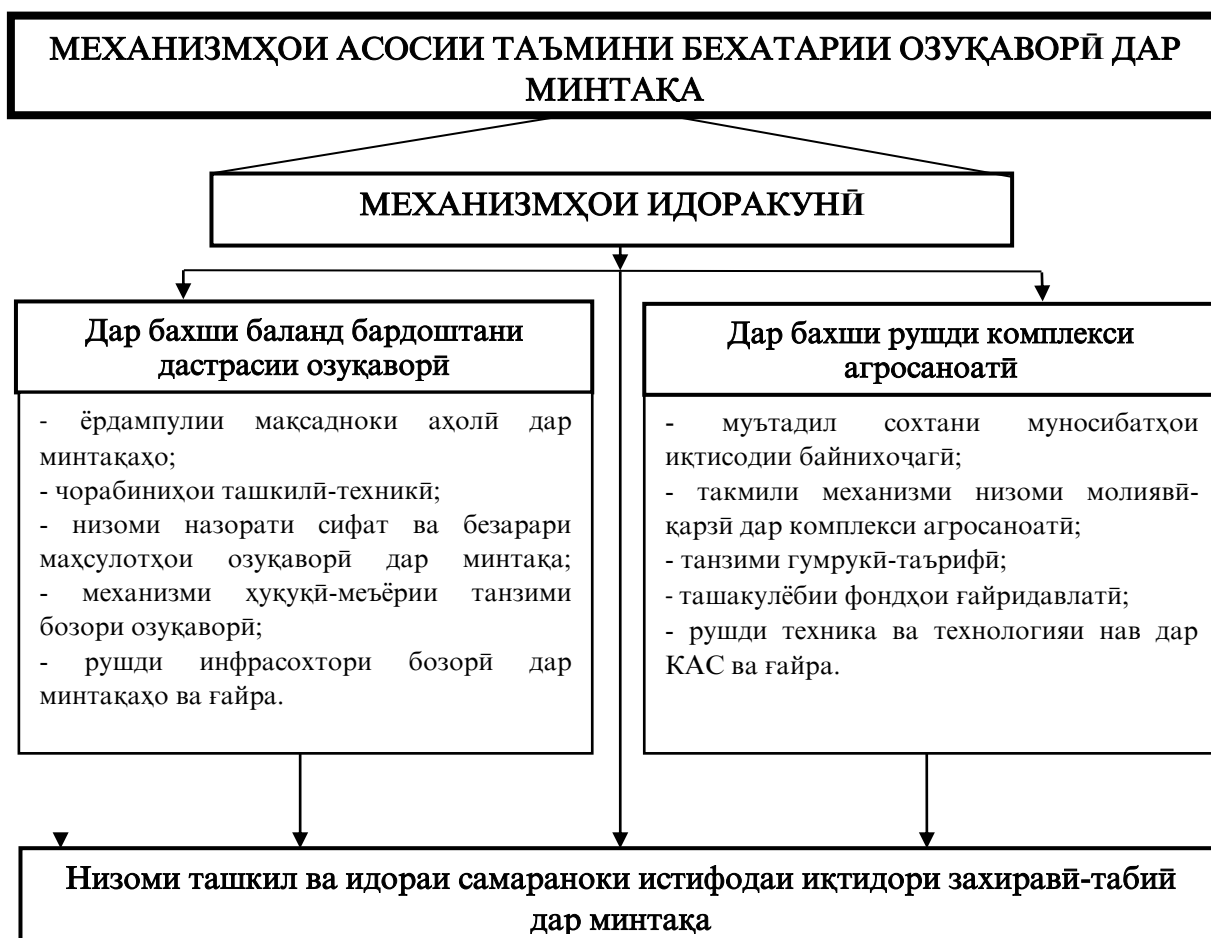 МЕХАНИЗМҲОИ АСОСИИ ТАЪМИНИ БЕХАТАРИИ ОЗУҚАВОРӢ ДАР
МИНТАҚА
МЕХАНИЗМҲОИ ИДОРАКУНӢ
Дар бахши баланд бардоштани
дастрасии озуқаворӣ
- ёрдампулии мақсадноки аҳолӣ дар
минтақаҳо;
- чорабиниҳои ташкилӣ-техникӣ;
- низоми назорати сифат ва безарари
маҳсулотҳои озуқаворӣ дар минтақа;
- механизми ҳуқуқӣ-меъёрии танзими
бозори озуқаворӣ;
- рушди инфрасохтори бозорӣ дар
минтақаҳо ва ғайра.
Дар бахши рушди комплекси
агросаноатӣ
- муътадил сохтани муносибатҳои
иқтисодии байнихоҷагӣ;
- такмили механизми низоми молиявӣ-
қарзӣ дар комплекси агросаноатӣ;
- танзими гумрукӣ-таърифӣ;
- ташакулёбии фондҳои ғайридавлатӣ;
- рушди техника ва технологияи нав дар
КАС ва ғайра.
Низоми ташкил ва идораи самараноки истифодаи иқтидори захиравӣ-табиӣ
дар минтақа